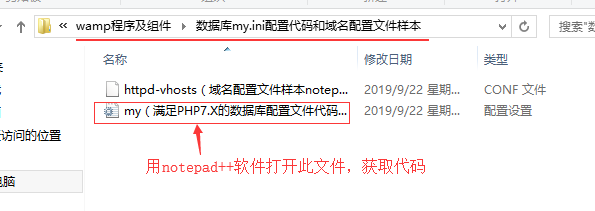 «
wamp程序及组件 › 数据库my.ini配置代码和域名配置文件样本
搜索"数
名称 修改日期 类型
httpd-vhosts（域名配置文件样本notep... 2019/9/22 星期... CONF 文件
my（满足PHP7.X的数据库配置文件代码... 2019/9/22 星期... 配置设置
访问的位置
电脑
用notepad++软件打开此文件，获取代码